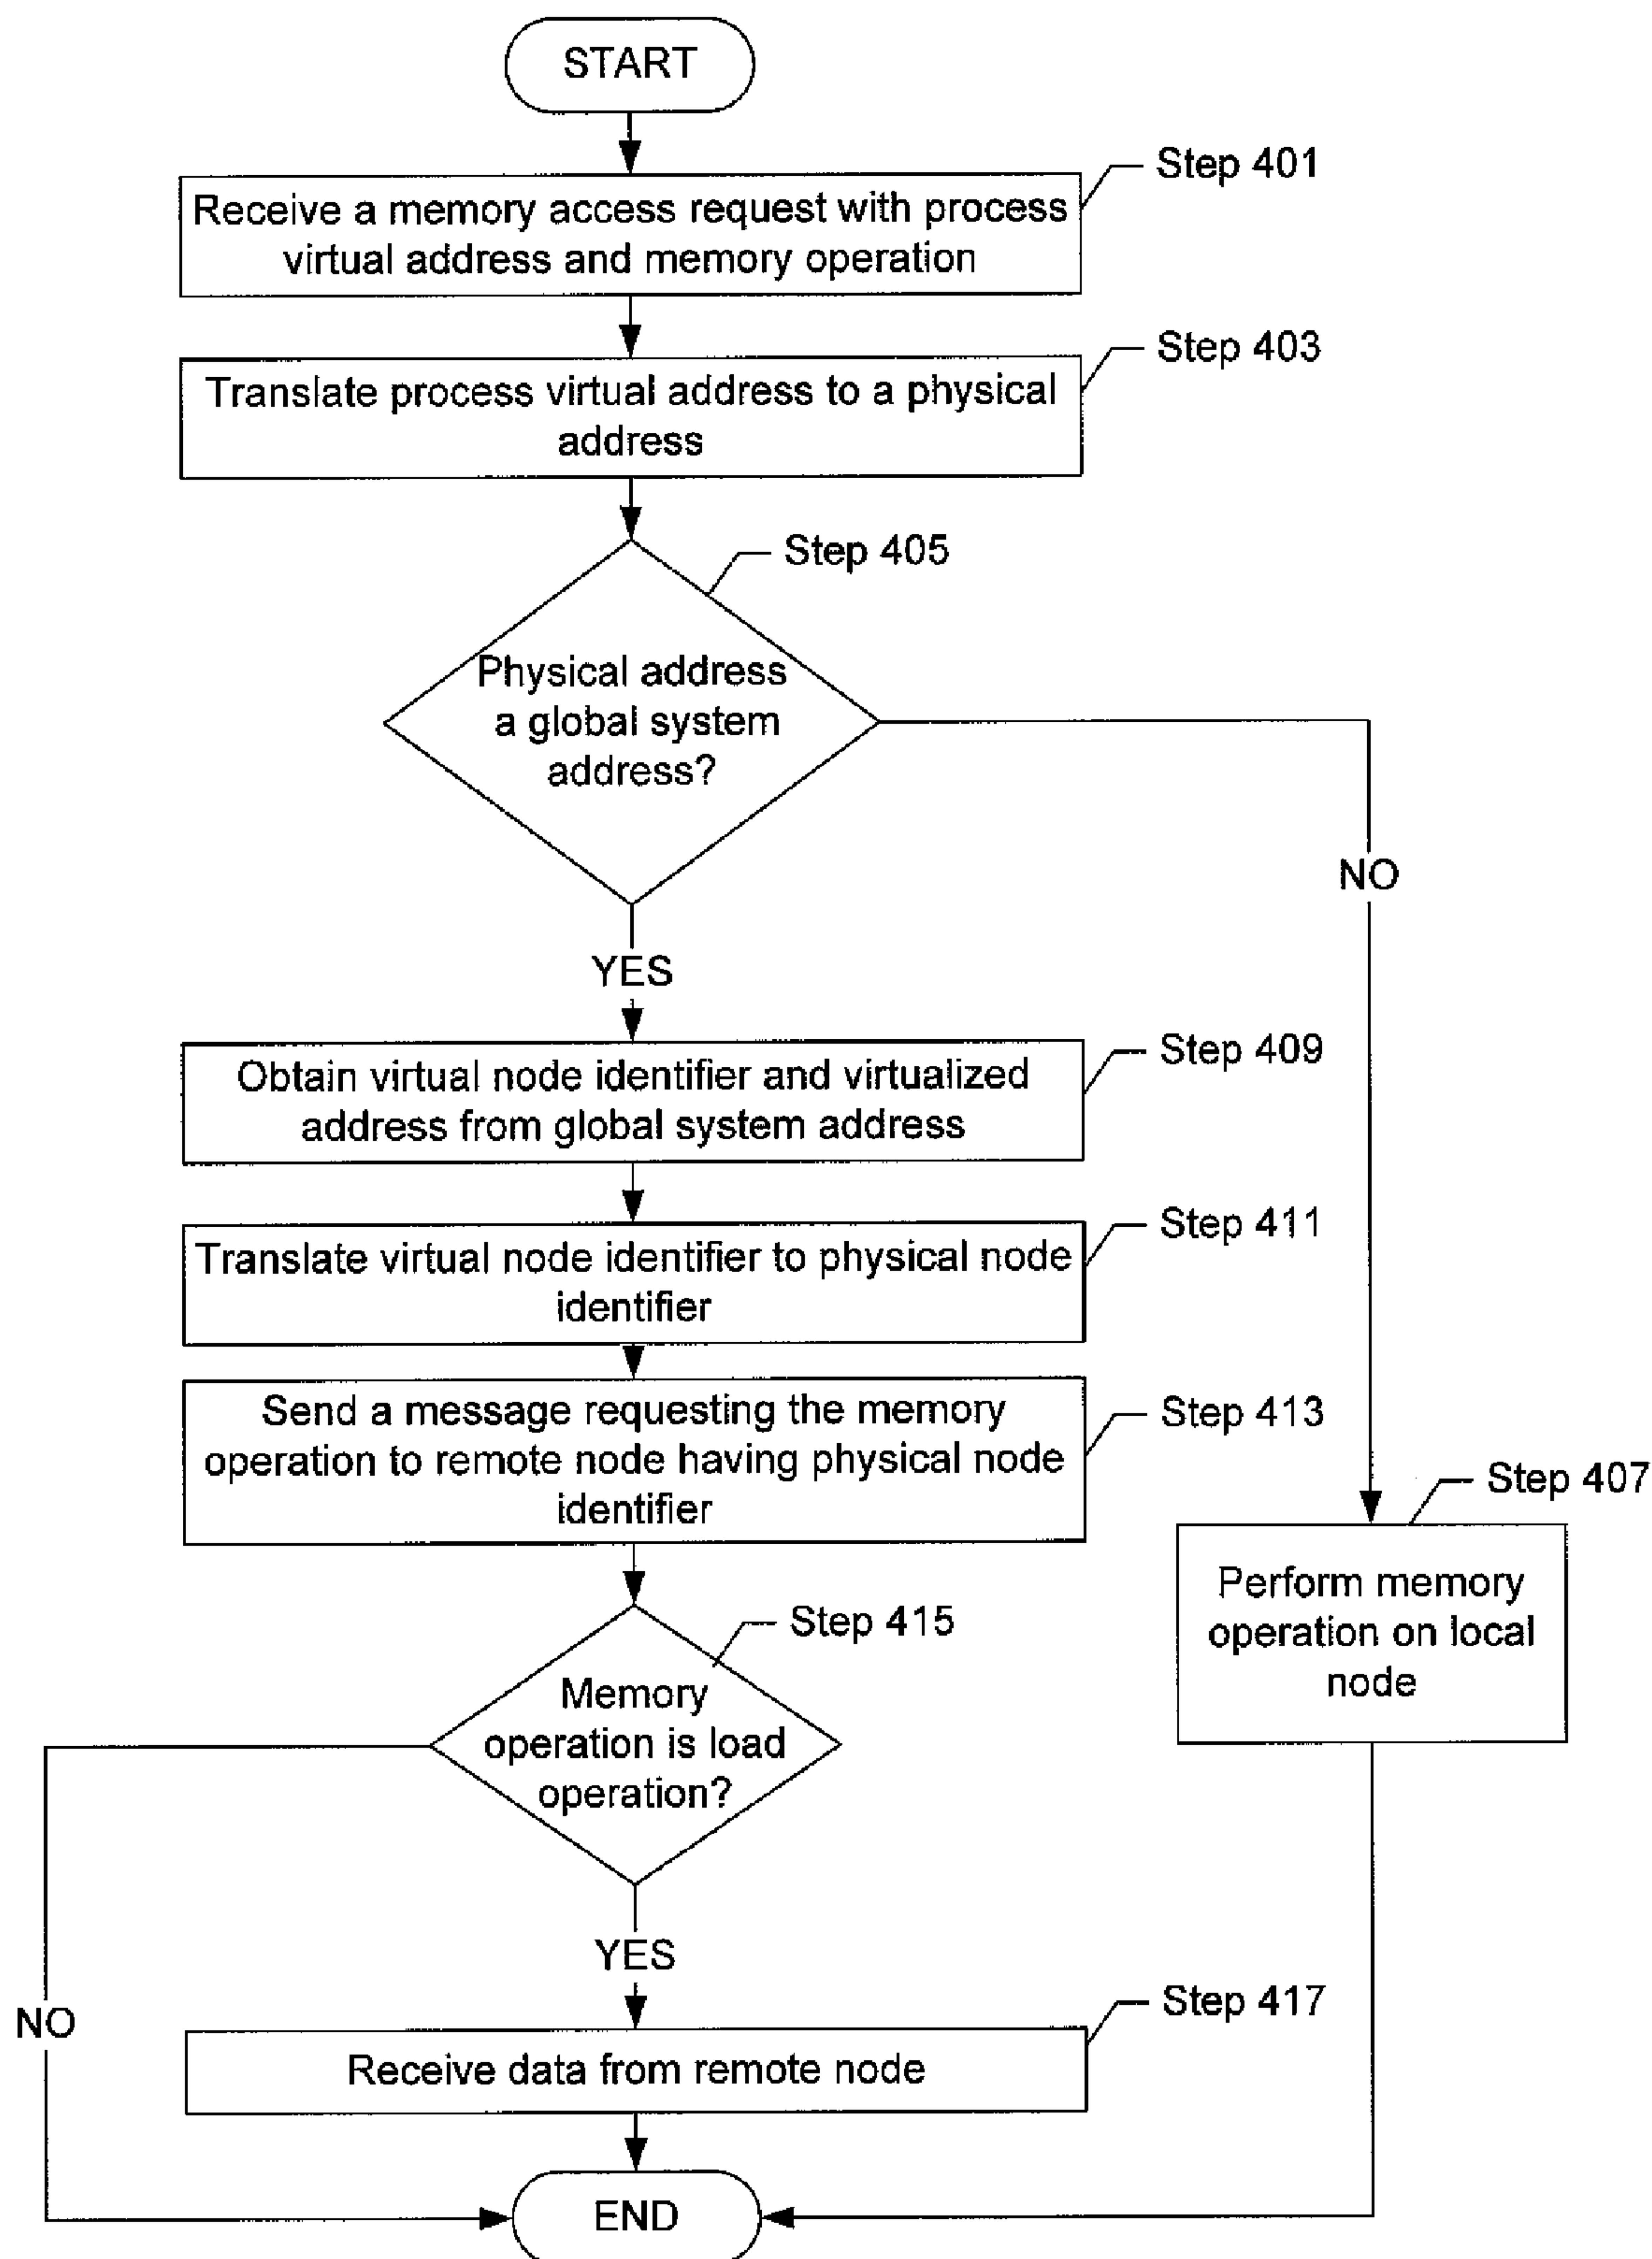 START
Step 401
Receive a memory access request with process
virtual address and memory operation
Step 403
Translate process virtual address to a physical
address
Step 405
Physical address
a global system
address?
NO
YES
Step 409
Obtain virtual node identifier and virtualized
address from global system address
Step 411
Translate virtual node identifier to physical node
identifier
Step 413
Send a message requesting the memory
operation to remote node having physical node
identifier
Step 407
Perform memory
operation on local
node
Step 415
Memory
operation is load
operation?
YES
NO
Step 417
Receive data from remote node
END